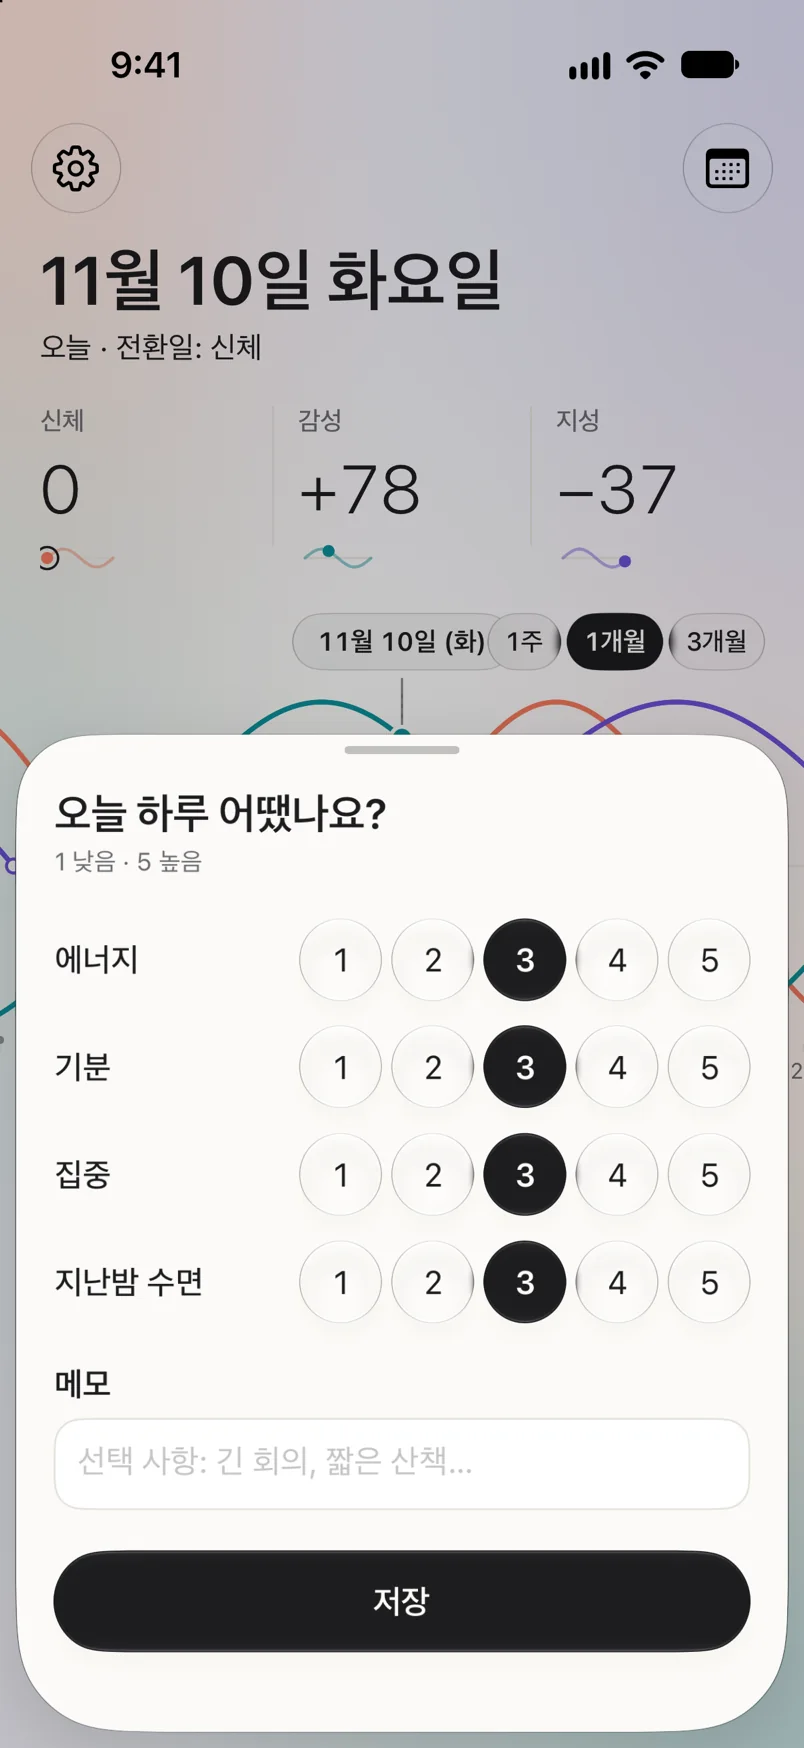 9:41
11월 10일 화요일
오늘 · 전환일: 신체
신체 감성 지성
0 +78 −37
11월 10일 (화) 1주 1개월 3개월
오늘 하루 어땠나요?
1 낮음 · 5 높음
에너지 1 2 3 4 5
기분 1 2 3 4 5
2
집중 1 2 3 4 5
지난밤 수면 1 2 3 4 5
메모
선택 사항: 긴 회의, 짧은 산책...
저장